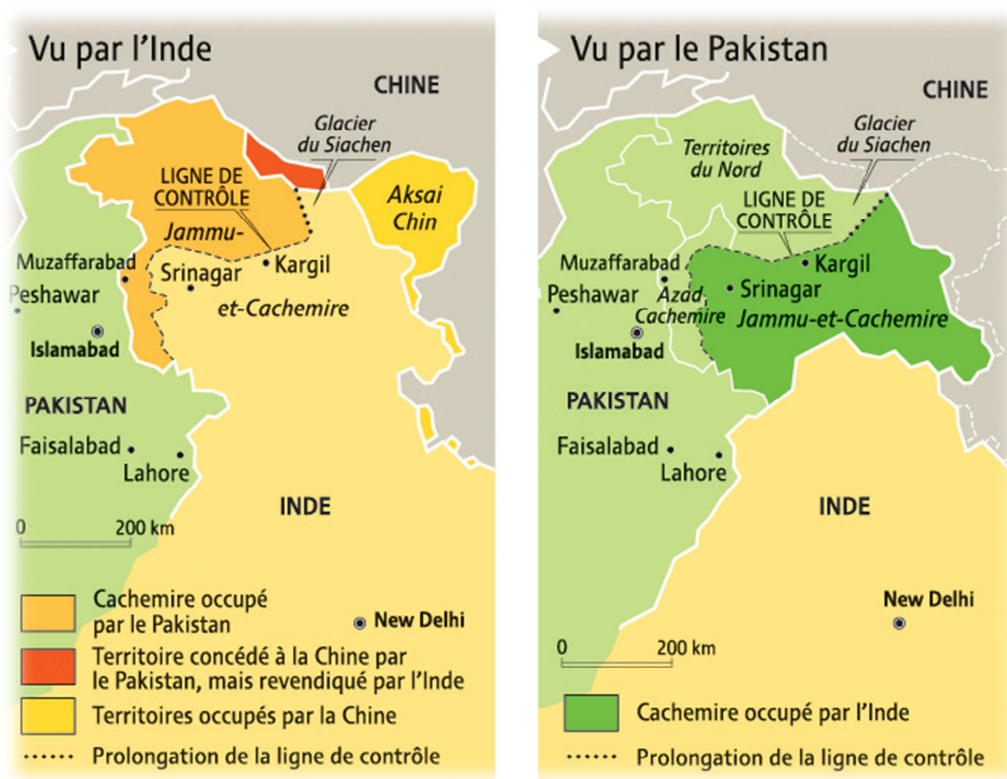 Vu par l'Inde
CHINE
Glacier
du Siachen
LIGNE DE
CONTRÔLE
Aksai
Chin
Jammu-
Muzaffarabad
Srinagar
Kargil
Peshawar
et-Cachemire
Islamabad
PAKISTAN
Faisalabad
Lahore
INDE
0 200 km
Cachemire occupé
par le Pakistan
New Delhi
Territoire concédé à la Chine par
le Pakistan, mais revendiqué par l'Inde
Territoires occupés par la Chine
Prolongation de la ligne de contrôle
Vu par le Pakistan
CHINE
Glacier
du Siachen
Territoires
du Nord
LIGNE DE
CONTRÔLE
Muzaffarabad
Kargil
Peshawar
Azad
Cachemire
Srinagar
Jammu-et-Cachemire
Islamabad
PAKISTAN
Faisalabad
Lahore
INDE
New Delhi
0 200 km
Cachemire occupé par l'Inde
Prolongation de la ligne de contrôle